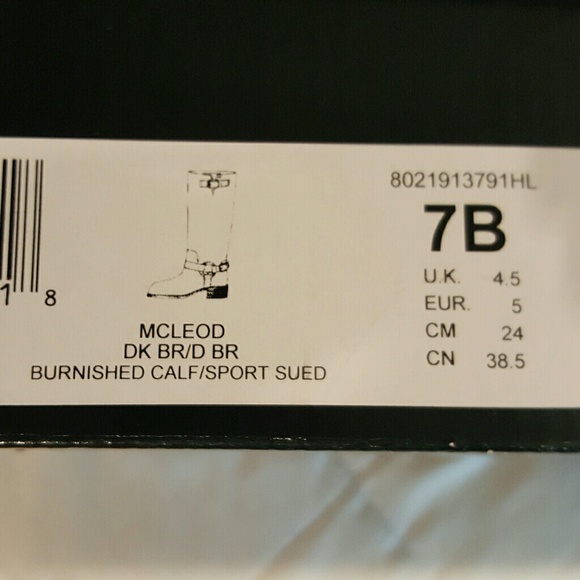 1 8
MCLEOD
DK BR/D BR
BURNISHED CALF/SPORT SUED
8021913791HL
7B
U.K. 4.5
EUR. 5
CM 24
CN 38.5